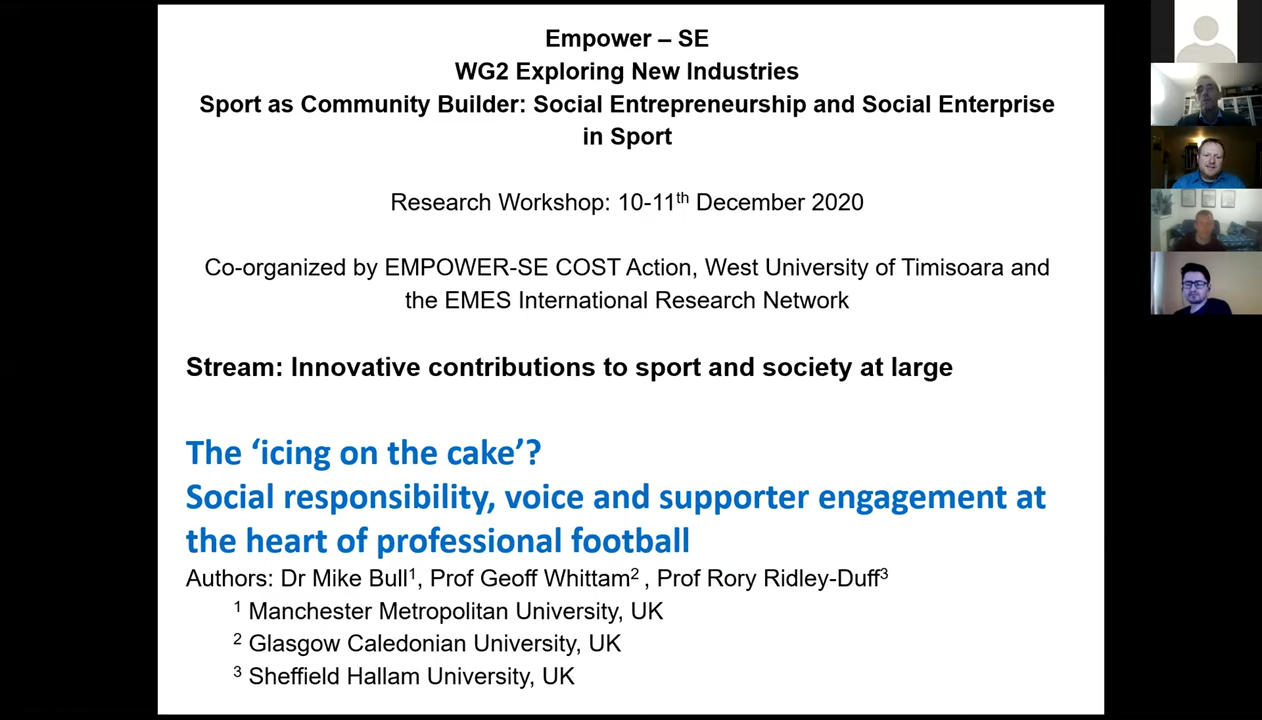 Empower – SE
WG2 Exploring New Industries
Sport as Community Builder: Social Entrepreneurship and Social Enterprise
in Sport
Research Workshop: 10-11th December 2020
Co-organized by EMPOWER-SE COST Action, West University of Timisoara and
the EMES International Research Network
Stream: Innovative contributions to sport and society at large
The ‘icing on the cake’?
Social responsibility, voice and supporter engagement at
the heart of professional football
Authors: Dr Mike Bull1, Prof Geoff Whittam2 , Prof Rory Ridley-Duff3
1 Manchester Metropolitan University, UK
2 Glasgow Caledonian University, UK
3 Sheffield Hallam University, UK